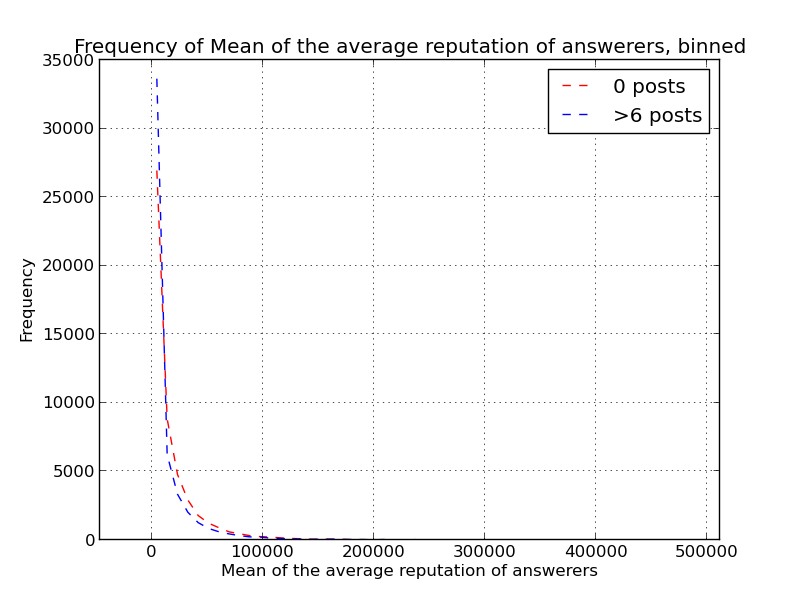 Frequency of Mean of the average reputation of answerers, binned
35000
30000
25000
20000
15000
10000
5000
0
Frequency
0 posts
>6 posts
0 100000 200000 300000 400000 500000
Mean of the average reputation of answerers